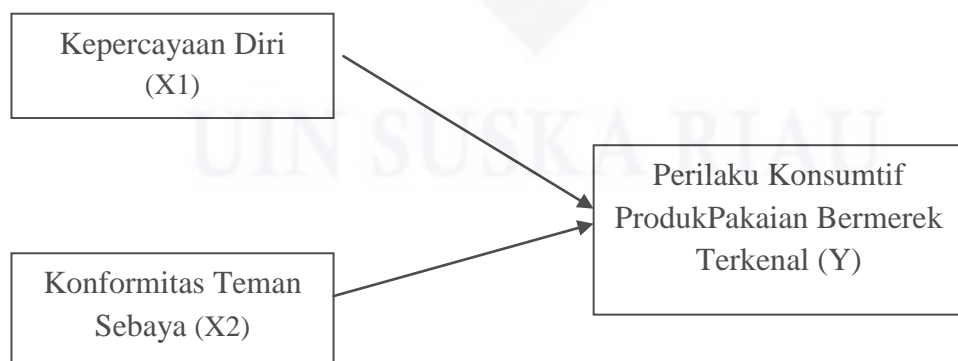 Kepercayaan Diri
(X1)
UIN SUSKA RIAU
Perilaku Konsumtif
ProdukPakaian Bermerek
Terkenal (Y)
Konformitas Teman
Sebaya (X2)